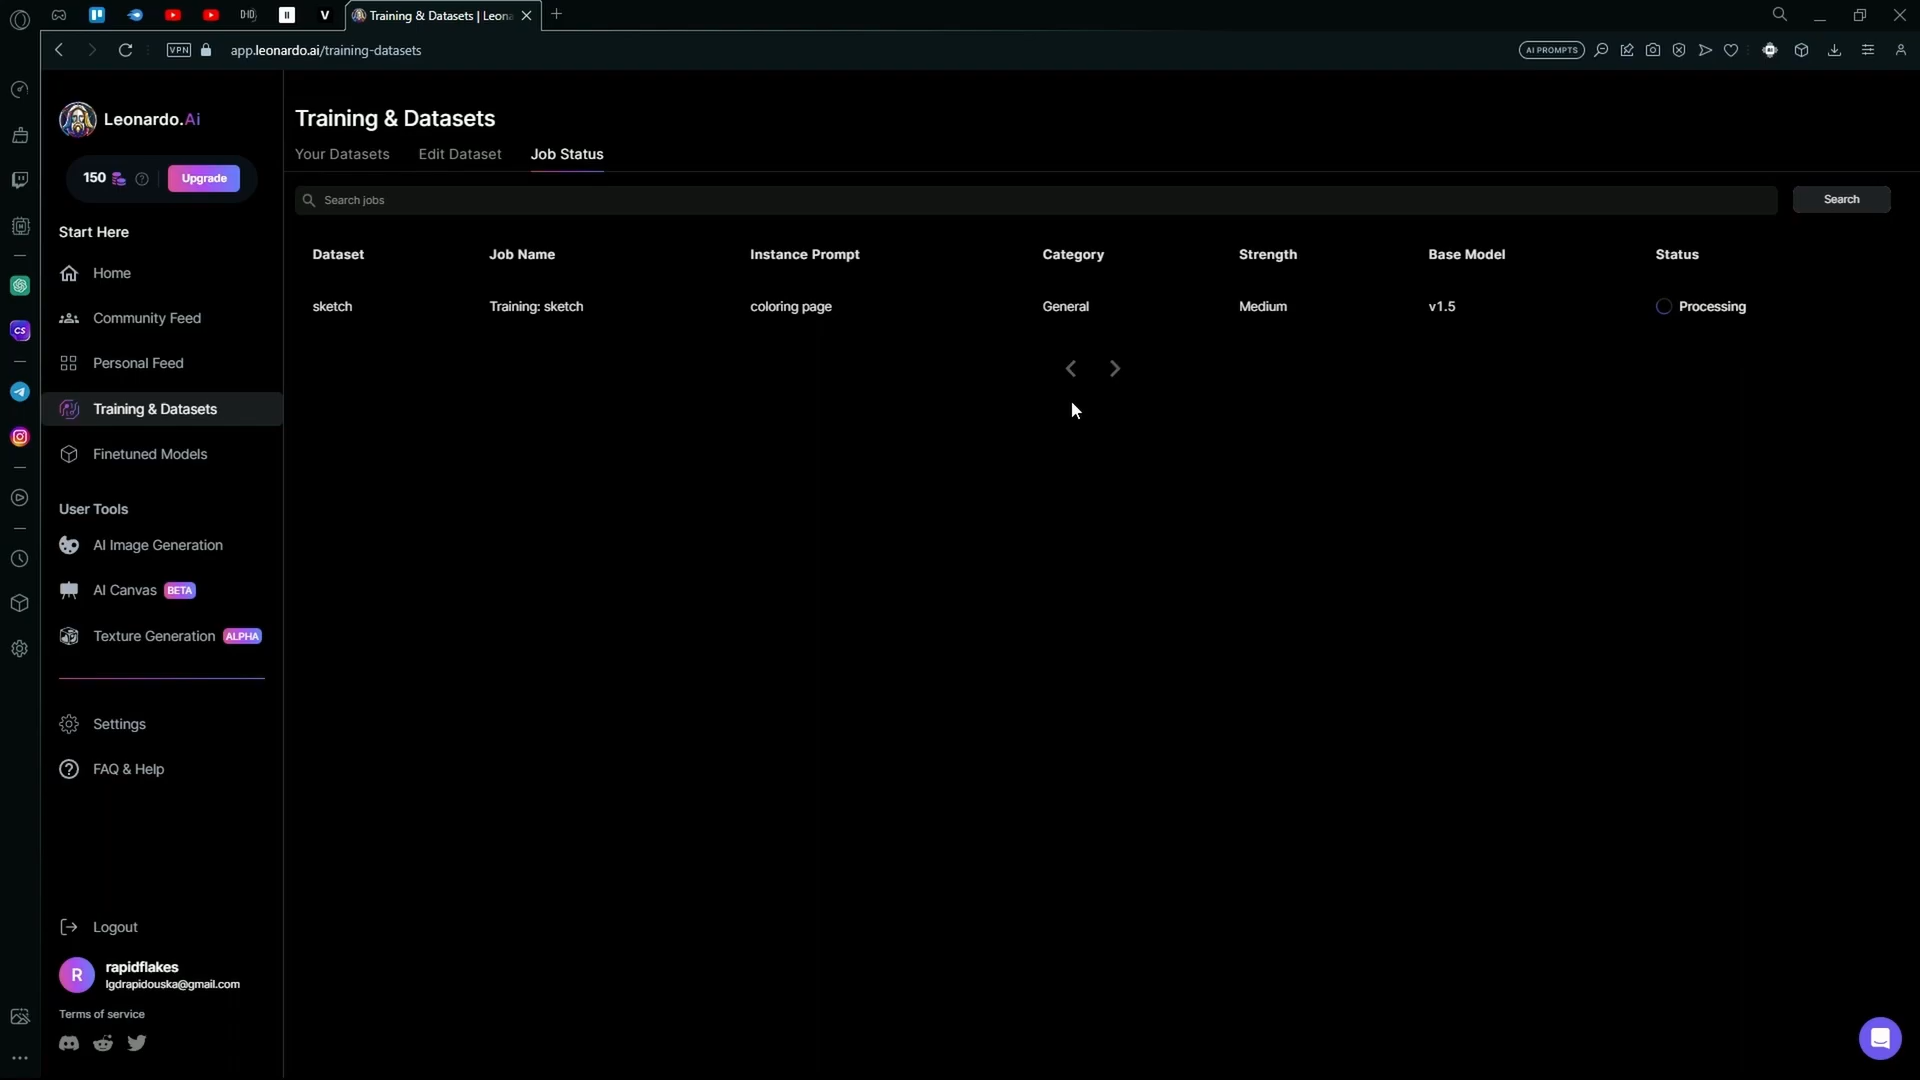 Training & Datasets | Leona
VPN
app.leonardo.ai/training-datasets
AI PROMPTS
Leonardo.Ai
150
Upgrade
Start Here
Home
Community Feed
Personal Feed
Training & Datasets
Finetuned Models
User Tools
AI Image Generation
AI Canvas BETA
Texture Generation ALPHA
Settings
FAQ & Help
Logout
R
rapidflakes
lgdrapidouska@gmail.com
Terms of service
Training & Datasets
Your Datasets Edit Dataset Job Status
Search jobs
Search
Dataset Job Name Instance Prompt Category Strength Base Model Status
sketch Training: sketch coloring page General Medium v1.5 Processing